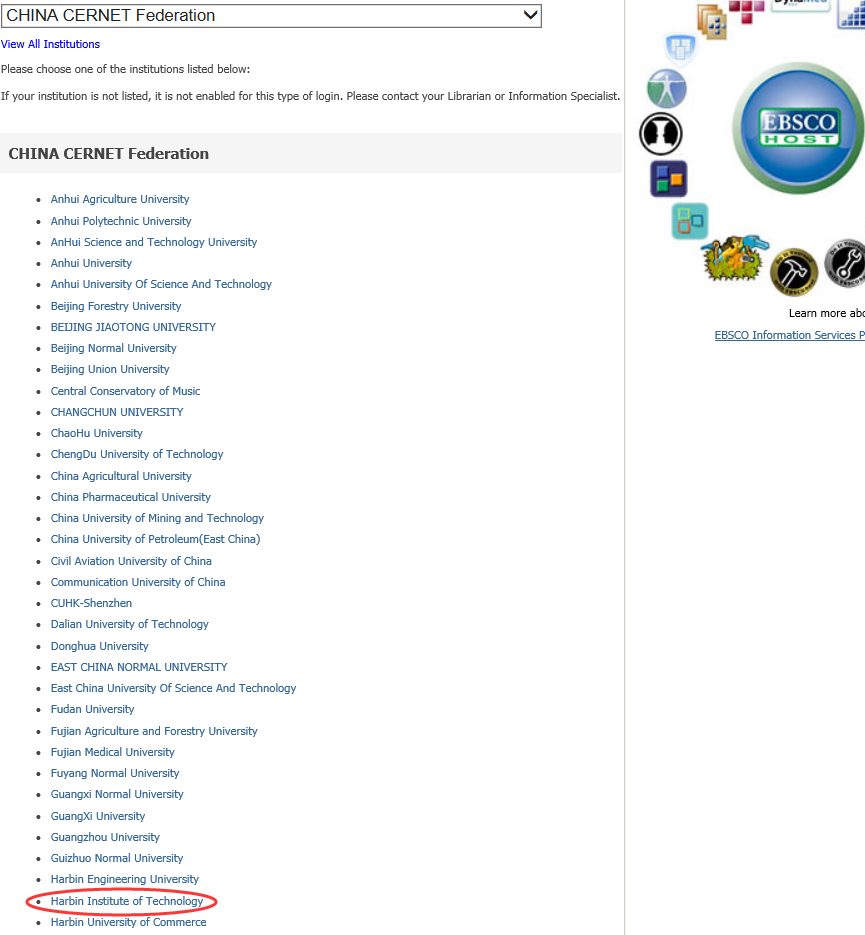 CHINA CERNET Federation
View All Institutions
Please choose one of the institutions listed below:
If your institution is not listed, it is not enabled for this type of login. Please contact your Librarian or Information Specialist.
CHINA CERNET Federation
Anhui Agriculture University
Anhui Polytechnic University
AnHui Science and Technology University
Anhui University
Anhui University Of Science And Technology
Beijing Forestry University
BEIJING JIAOTONG UNIVERSITY
Beijing Normal University
Beijing Union University
Central Conservatory of Music
CHANGCHUN UNIVERSITY
ChaoHu University
ChengDu University of Technology
China Agricultural University
China Pharmaceutical University
China University of Mining and Technology
China University of Petroleum(East China)
Civil Aviation University of China
Communication University of China
CUHK-Shenzhen
Dalian University of Technology
Donghua University
EAST CHINA NORMAL UNIVERSITY
East China University Of Science And Technology
Fudan University
Fujian Agriculture and Forestry University
Fujian Medical University
Fuyang Normal University
Guangxi Normal University
GuangXi University
Guangzhou University
Guizhuo Normal University
Harbin Engineering University
Harbin Institute of Technology
Harbin University of Commerce
EBSCO
HOST
Learn more abo
EBSCO Information Services P